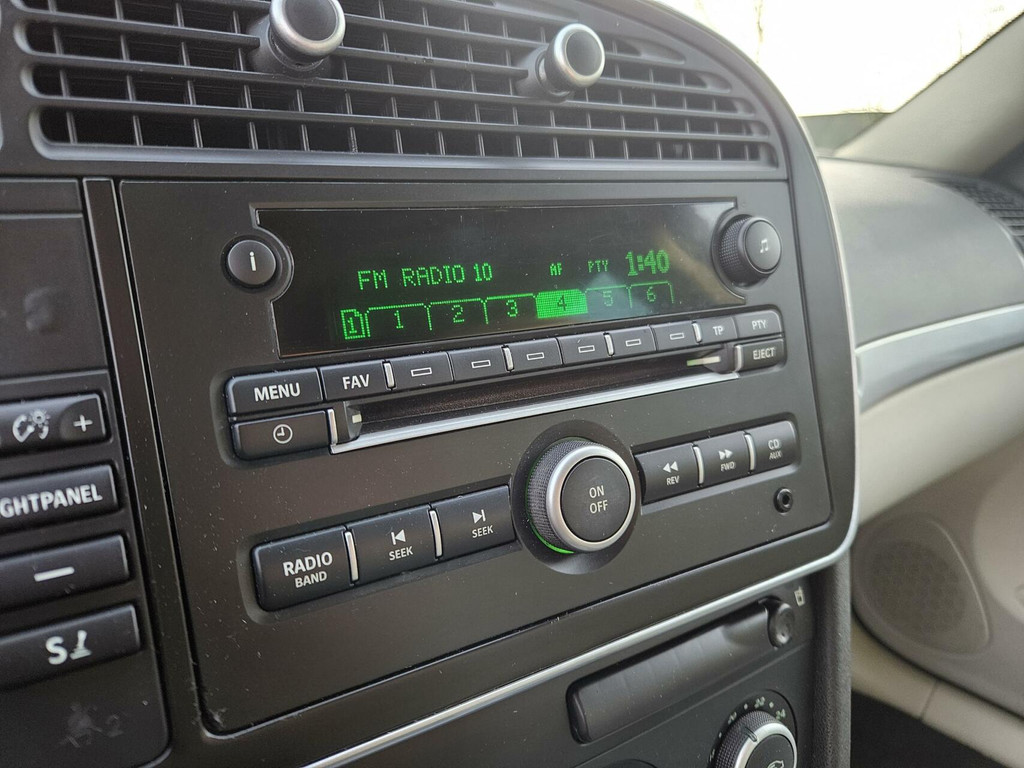 i
FM RADIO 10 AF PTY 1:40
1 1 2 3 4 5 6
MENU FAV TP PTY
EJECT
ON
OFF
REV
FWD
CD
AUX
SEEK
SEEK
RADIO
BAND
+
GHTPANEL
S